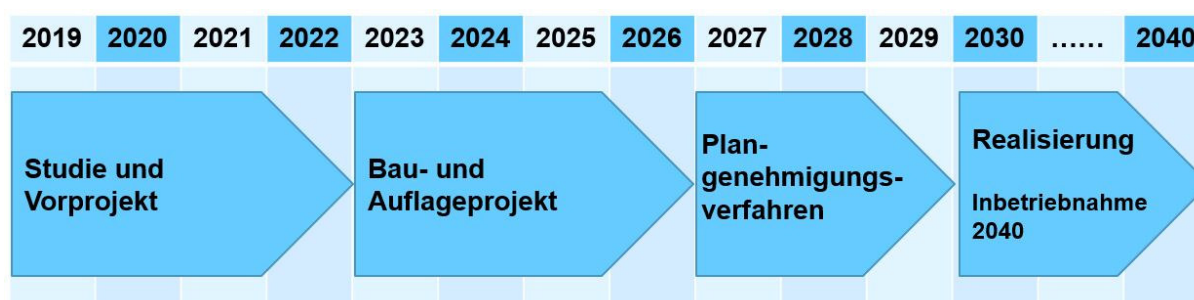 2019 2020 2021 2022 2023 2024 2025 2026 2027 2028 2029 2030 ...... 2040
Studie und
Vorprojekt
Bau- und
Auflageprojekt
Plan-
genehmigungs-
verfahren
Realisierung
Inbetriebnahme
2040